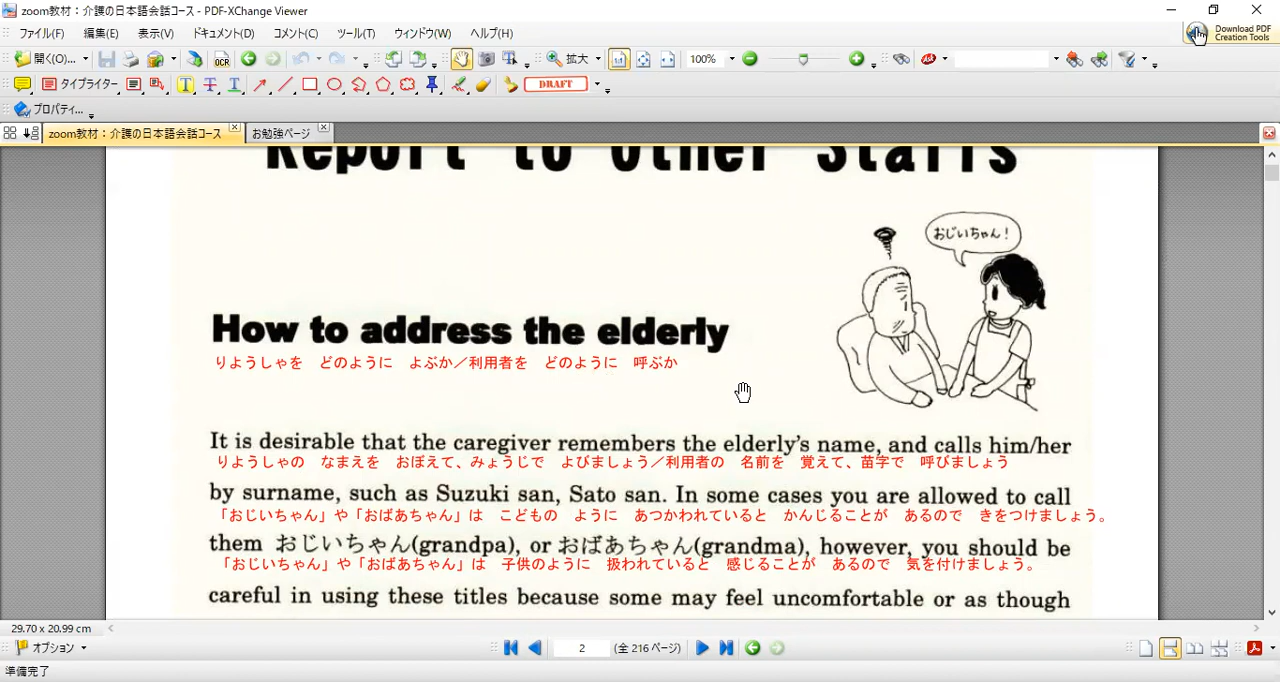 zoom教材：介護の日本語会話コース - PDF-XChange Viewer
ファイル(F) 編集(E) 表示(V) ドキュメント(D) コメント(C) ツール(T) ウィンドウ(W) ヘルプ(H)
Download PDF
Creation Tools
開く(O)... OCR 拡大 100%
タイプライター DRAFT
プロパティ...
zoom教材：介護の日本語会話コース お勉強ページ
Report to Other Staffs
おじいちゃん！
How to address the elderly
りようしゃを どのように よぶか／利用者を どのように 呼ぶか
It is desirable that the caregiver remembers the elderly's name, and calls him/her
りようしゃの なまえを おぼえて、みょうじで よびましょう／利用者の 名前を 覚えて、苗字で 呼びましょう
by surname, such as Suzuki san, Sato san. In some cases you are allowed to call
「おじいちゃん」や「おばあちゃん」は こどもの ように あつかわれていると かんじることが あるので きをつけましょう。
them おじいちゃん(grandpa), or おばあちゃん(grandma), however, you should be
「おじいちゃん」や「おばあちゃん」は 子供のように 扱われていると 感じることが あるので 気を付けましょう。
careful in using these titles because some may feel uncomfortable or as though
29.70 x 20.99 cm
オプション 2 (全 216 ページ)
準備完了